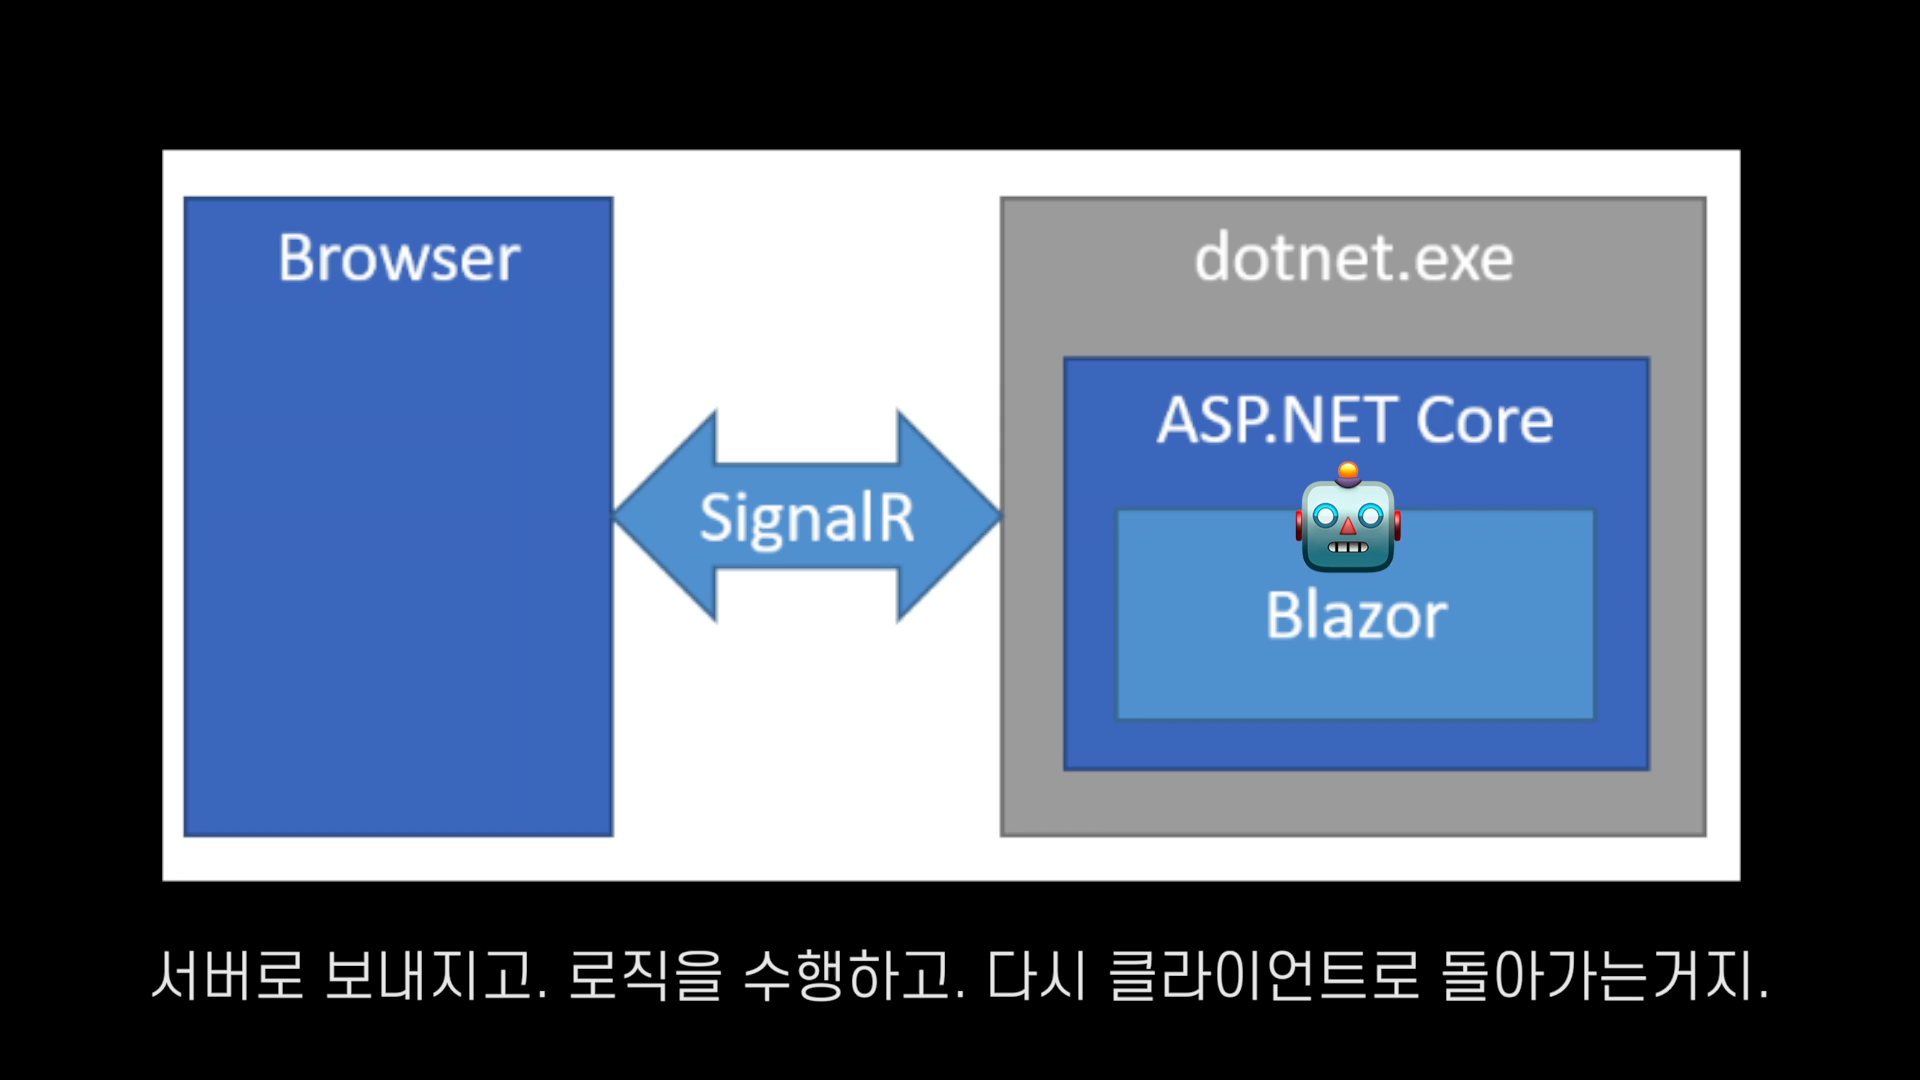 Browser
dotnet.exe
ASP.NET Core
SignalR
Blazor
서버로 보내지고. 로직을 수행하고. 다시 클라이언트로 돌아가는거지.